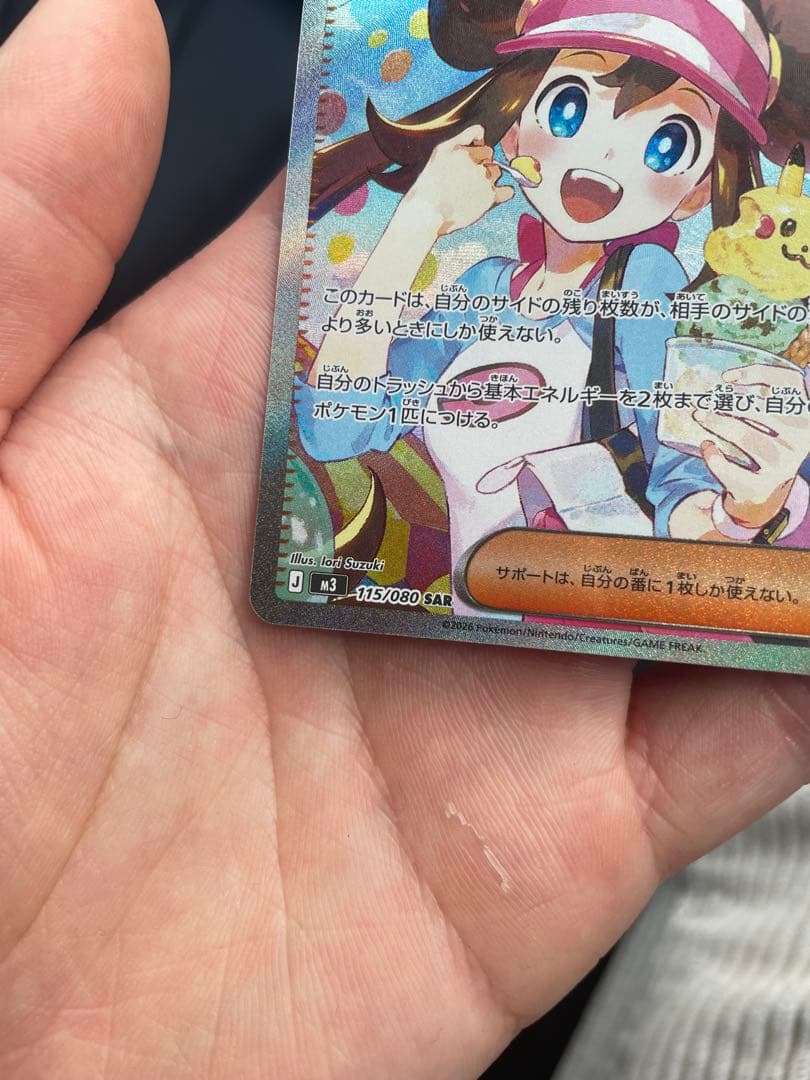 このカードは、自分のサイドの残り枚数が、相手のサイドの
より多いときにしか使えない。
自分のトラッシュから基本エネルギーを2枚まで選び、自分の
ポケモン1匹につける。
Illus. Iori Suzuki
J M3 115/080 SAR
サポートは、自分の番に1枚しか使えない。
©2026 Pokémon/Nintendo/Creatures/GAME FREAK.